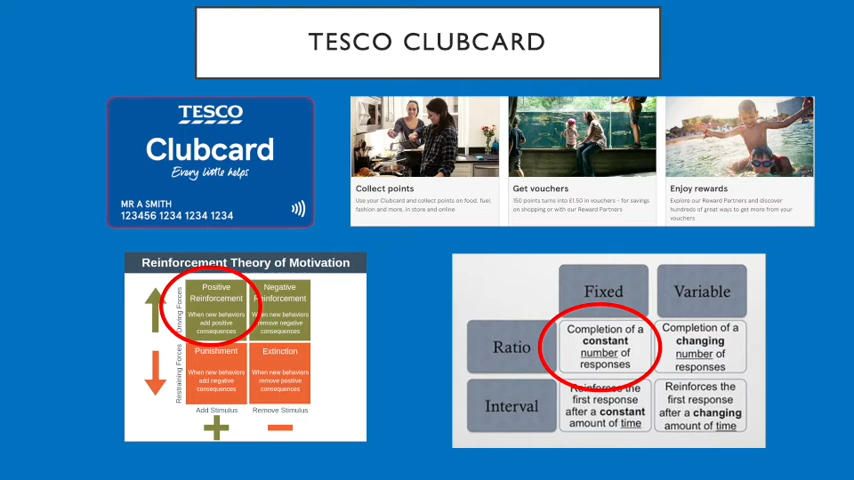 TESCO CLUBCARD
TESCO
Clubcard
Every little helps
MR A SMITH
123456 1234 1234 1234
Collect points
Use your Clubcard and collect points on food, fuel,
fashion and more, in store and online
Get vouchers
150 points turns into £1.50 in vouchers - for savings
on shopping or with our Reward Partners
Enjoy rewards
Explore our Reward Partners and discover
hundreds of great ways to get more from your
vouchers
Reinforcement Theory of Motivation
Driving Forces
Positive
Reinforcement
When new behaviors
add positive
consequences
Negative
Reinforcement
When new behaviors
remove negative
consequences
Restraining Forces
Punishment
When new behaviors
add negative
consequences
Extinction
When new behaviors
remove positive
consequences
Add Stimulus
Remove Stimulus
Fixed
Variable
Ratio
Completion of a
constant
number of
responses
Completion of a
changing
number of
responses
Interval
Reinforces the
first response
after a constant
amount of time
Reinforces the
first response
after a changing
amount of time